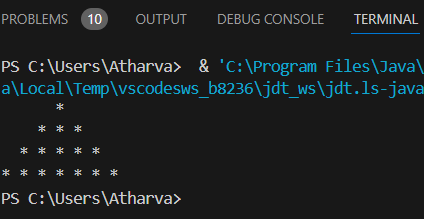 PROBLEMS 10 OUTPUT DEBUG CONSOLE TERMINAL
PS C:\Users\Atharva>  & 'C:\Program Files\Java\
a\Local\Temp\vscodesws_b8236\jdt_ws\jdt.ls-java
      *
    * * *
  * * * * *
* * * * * * *
PS C:\Users\Atharva>